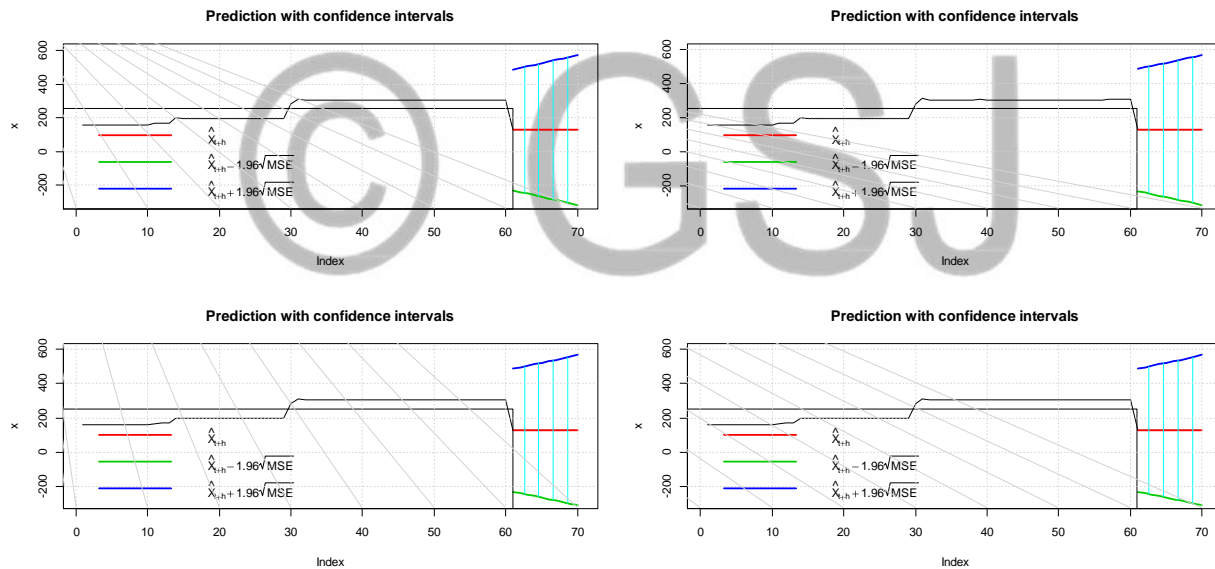 Prediction with confidence intervals
x
600
400
200
0
200
0 10 20 30 40 50 60 70
Index
X̂t+h
X̂t+h−1.96√MSE
X̂t+h+1.96√MSE
Prediction with confidence intervals
x
600
400
200
0
-200
0 10 20 30 40 50 60 70
Index
X̂t+h
X̂t+h−1.96√MSE
X̂t+h+1.96√MSE
© GSJ
Prediction with confidence intervals
x
600
400
200
0
200
0 10 20 30 40 50 60 70
Index
X̂t+h
X̂t+h−1.96√MSE
X̂t+h+1.96√MSE
Prediction with confidence intervals
x
600
400
200
0
200
0 10 20 30 40 50 60 70
Index
X̂t+h
X̂t+h−1.96√MSE
X̂t+h+1.96√MSE